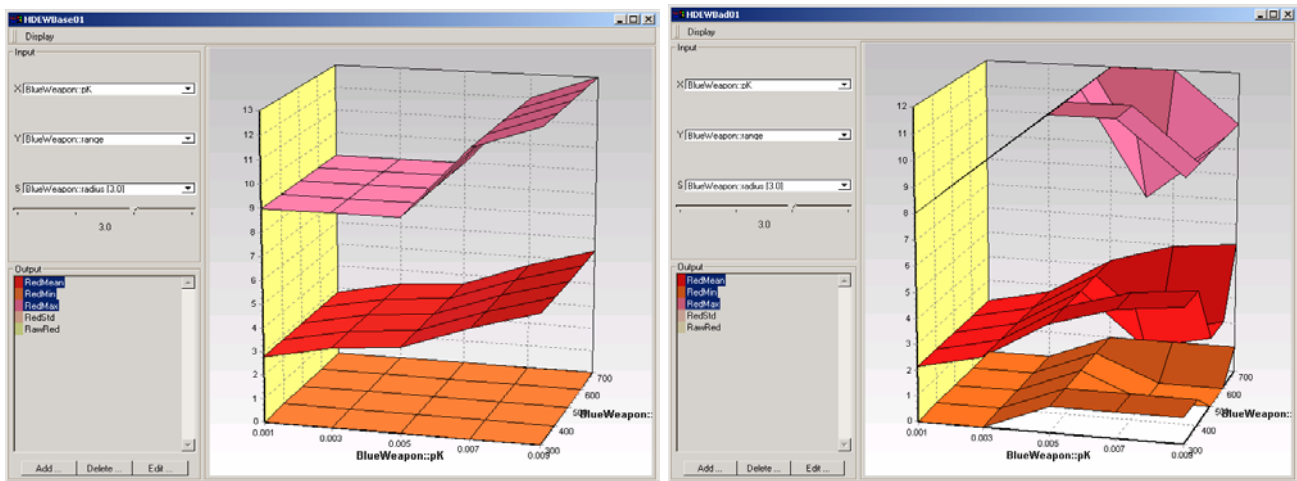 HDEWBase01
Display
Input
X BlueWeapon::pK
Y BlueWeapon::range
S BlueWeapon::radius [3.0]
3.0
Output
RedMean
RedMin
RedMax
RedStd
RawRed
Add ... Delete ... Edit ...
13
12
11
10
9
8
7
6
5
4
3
2
1
0
0.001 0.003 0.005 0.007 0.009
300
400
500
600
700
BlueWeapon::
BlueWeapon::pK
HDEWBad01
Display
Input
X BlueWeapon::pK
Y BlueWeapon::range
S BlueWeapon::radius [3.0]
3.0
Output
RedMean
RedMin
RedMax
RedStd
RawRed
Add ... Delete ... Edit ...
12
11
10
9
8
7
6
5
4
3
2
1
0
0.001 0.003 0.005 0.007 0.009
300
400
500
600
700
BlueWeapon::
BlueWeapon::pK